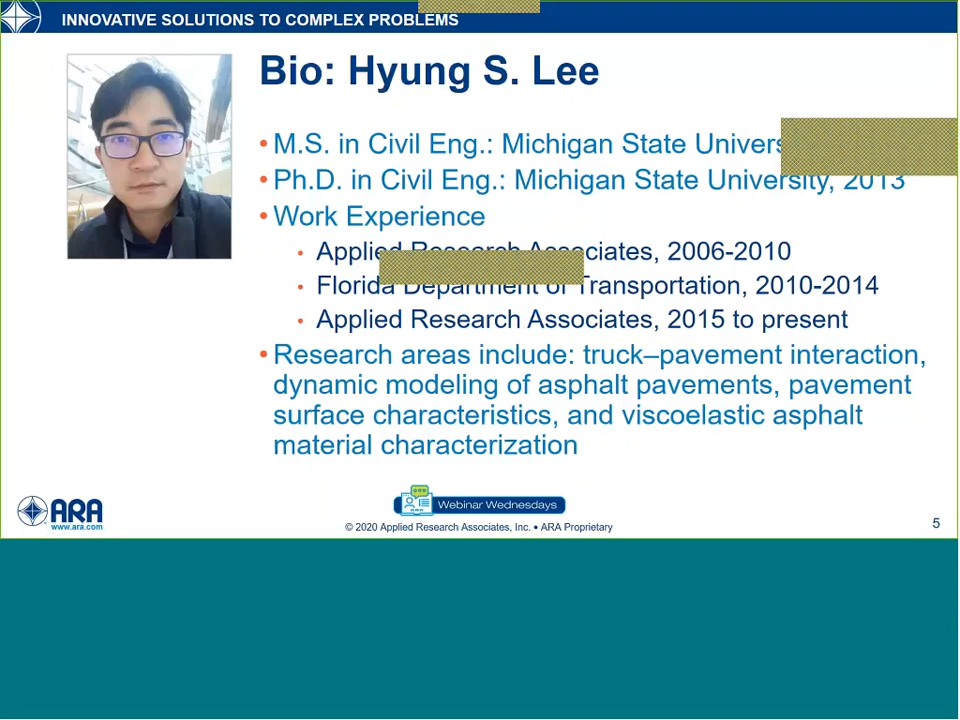 INNOVATIVE SOLUTIONS TO COMPLEX PROBLEMS
Bio: Hyung S. Lee
• M.S. in Civil Eng.: Michigan State
• Ph.D. in Civil Eng.: Michigan State University, 2013
• Work Experience
• Applied Research Associates, 2006-2010
• Florida Department of Transportation, 2010-2014
• Applied Research Associates, 2015 to present
• Research areas include: truck–pavement interaction,
dynamic modeling of asphalt pavements, pavement
surface characteristics, and viscoelastic asphalt
material characterization
ARA
www.ara.com
Webinar Wednesdays
© 2020 Applied Research Associates, Inc. • ARA Proprietary
5